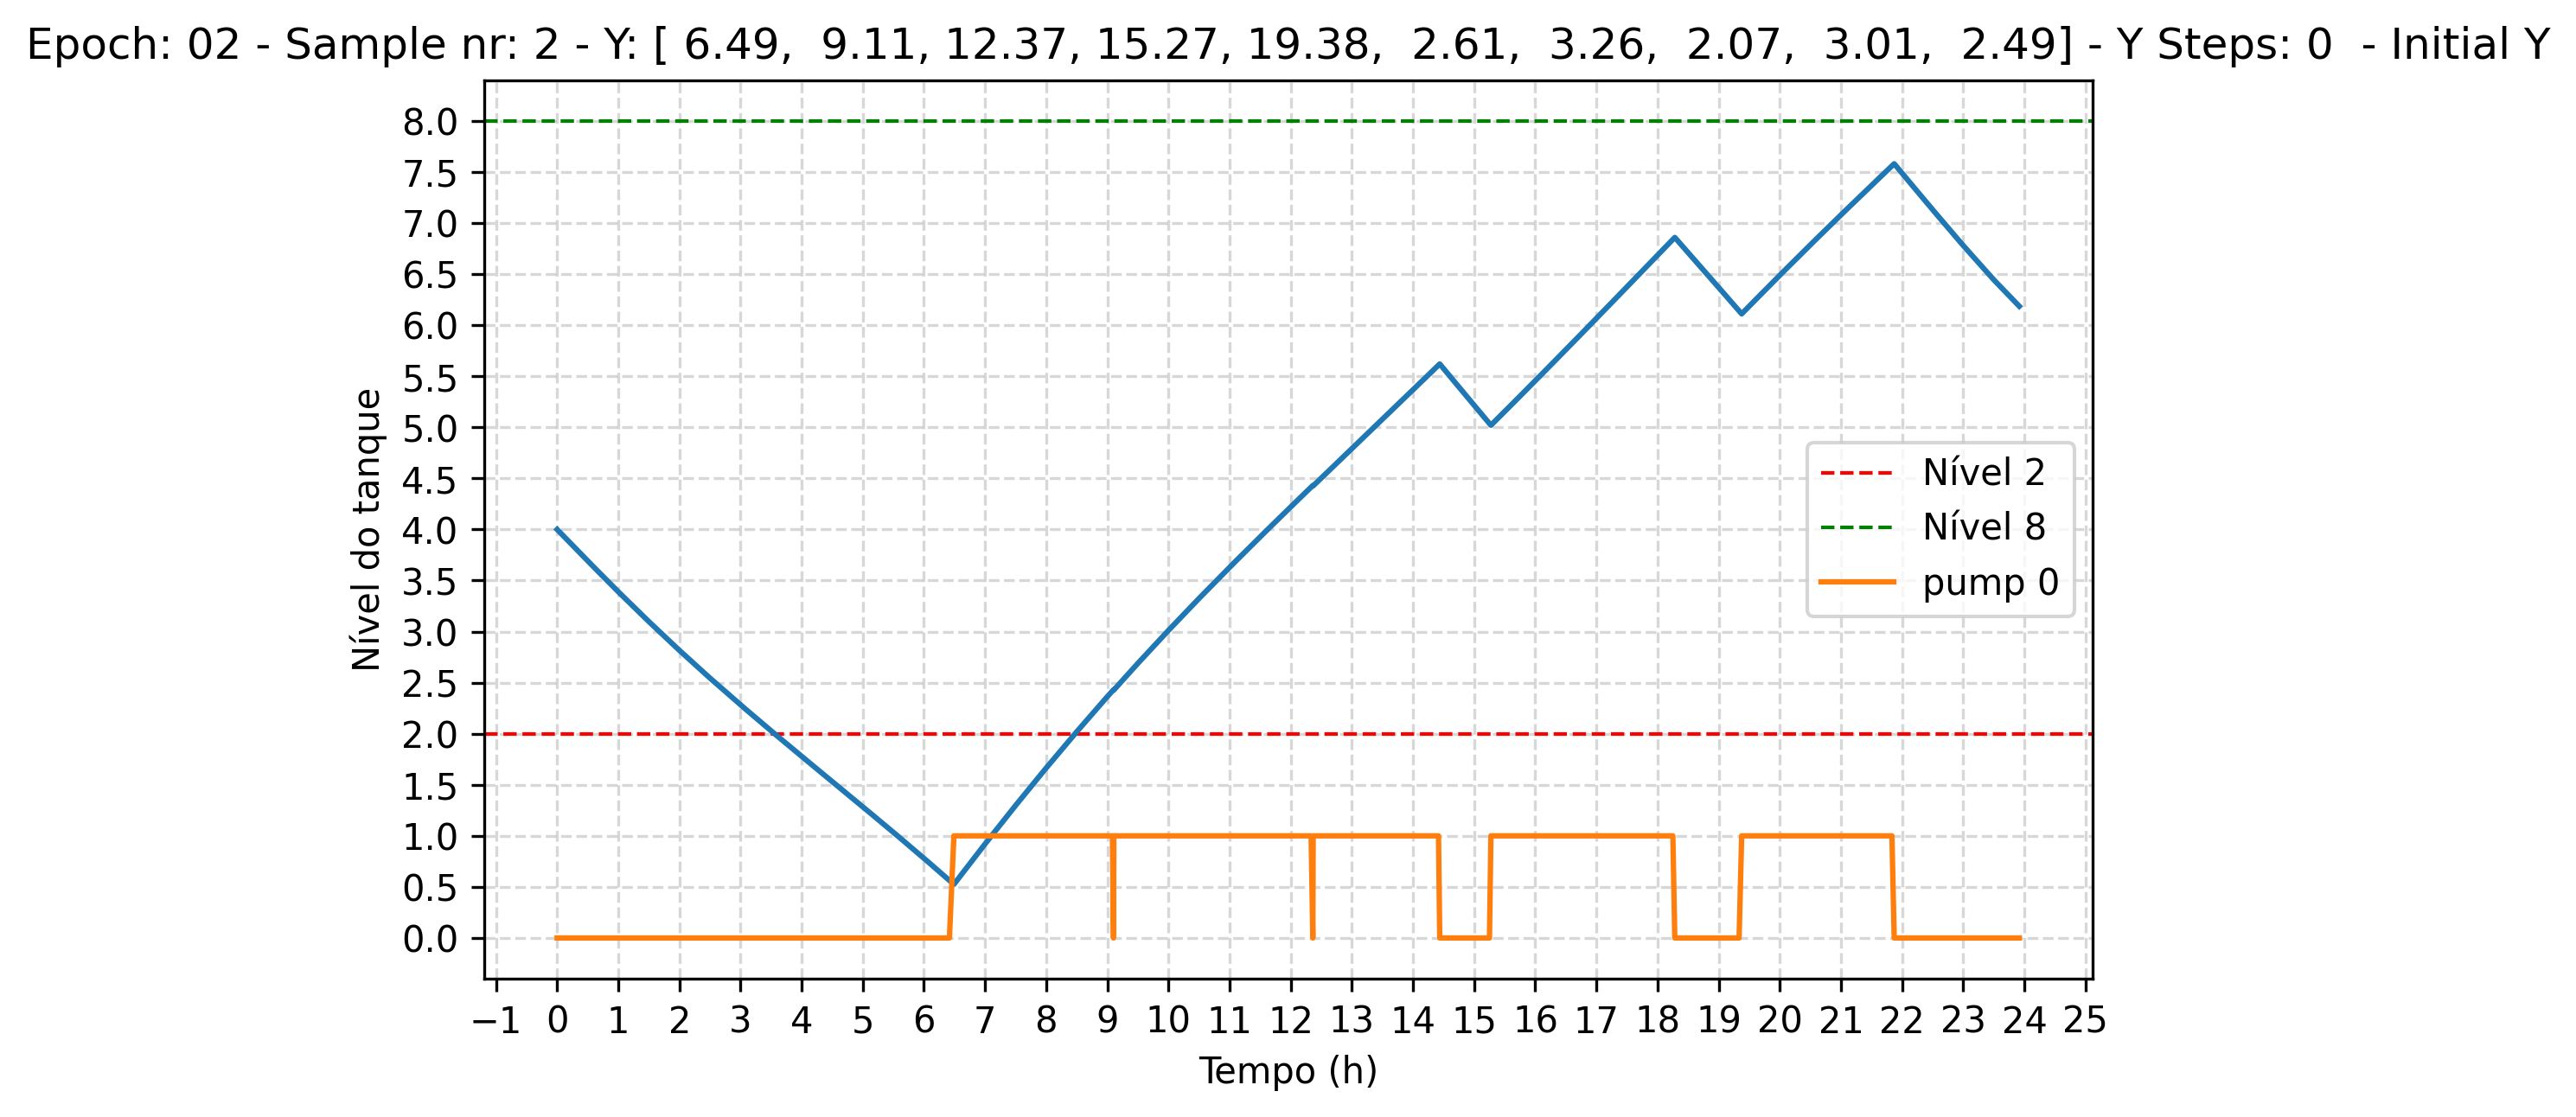 Epoch: 02 - Sample nr: 2 - Y: [ 6.49,  9.11, 12.37, 15.27, 19.38,  2.61,  3.26,  2.07,  3.01,  2.49] - Y Steps: 0  - Initial Y
8.0
7.5
7.0
6.5
6.0
5.5
5.0
4.5
4.0
3.5
3.0
2.5
2.0
1.5
1.0
0.5
0.0
Nível do tanque
Nível 2
Nível 8
pump 0
−1 0 1 2 3 4 5 6 7 8 9 10 11 12 13 14 15 16 17 18 19 20 21 22 23 24 25
Tempo (h)